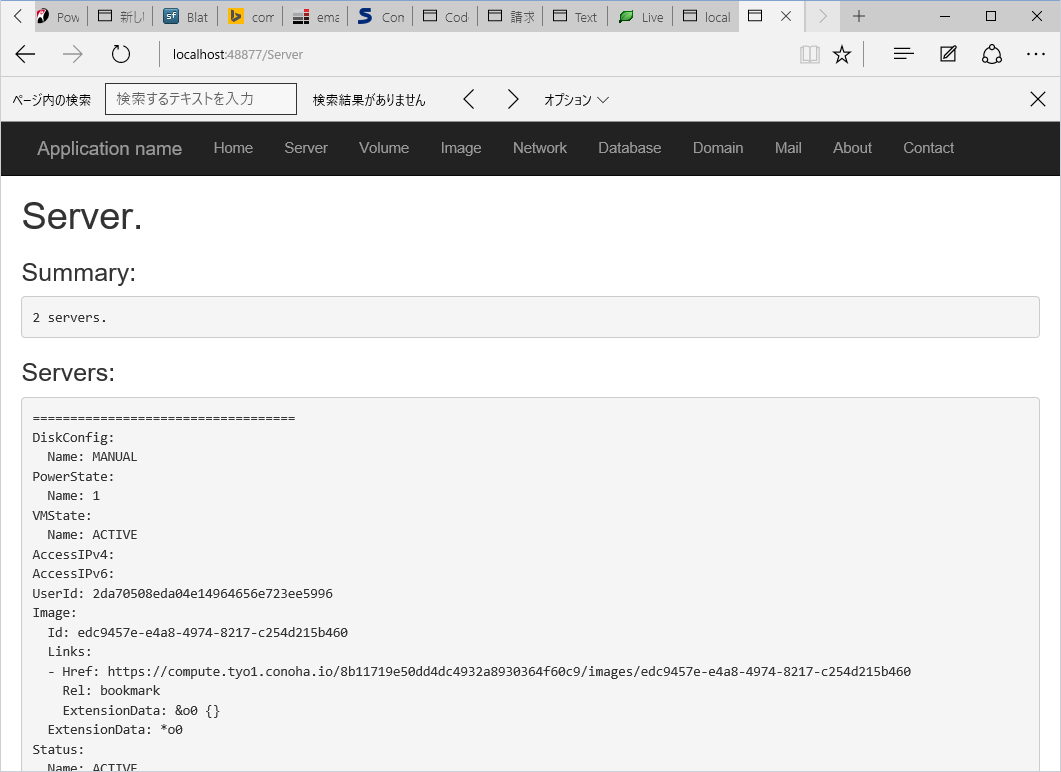 Pow 新し Blat com ema Con Cod 請求 Text Live local
localhost:48877/Server
ページ内の検索 検索するテキストを入力 検索結果がありません オプション
Application name Home Server Volume Image Network Database Domain Mail About Contact
Server.
Summary:
2 servers.
Servers:
===================================
DiskConfig:
  Name: MANUAL
PowerState:
  Name: 1
VMState:
  Name: ACTIVE
AccessIPv4:
AccessIPv6:
UserId: 2da70508eda04e14964656e723ee5996
Image:
  Id: edc9457e-e4a8-4974-8217-c254d215b460
  Links:
  - Href: https://compute.tyo1.conoha.io/8b11719e50dd4dc4932a8930364f60c9/images/edc9457e-e4a8-4974-8217-c254d215b460
    Rel: bookmark
    ExtensionData: &o0 {}
  ExtensionData: *o0
Status:
  Name: ACTIVE